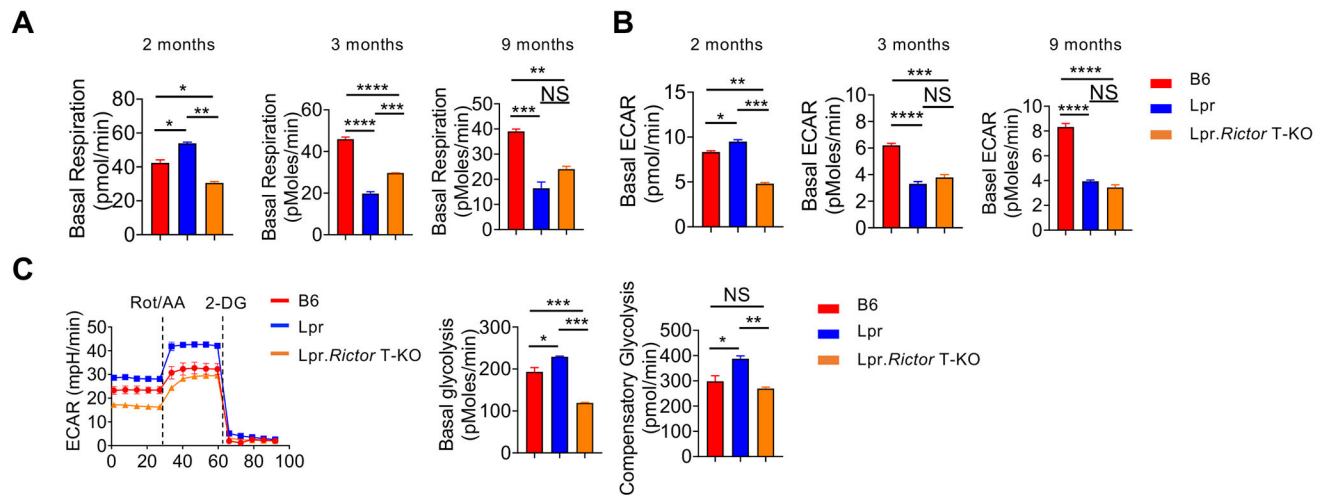 A
2 months
Basal Respiration
(pmol/min)
80
60
40
20
0
*
*
**
3 months
Basal Respiration
(pMoles/min)
60
40
20
0
****
****
***
9 months
Basal Respiration
(pMoles/min)
50
40
30
20
10
0
**
***
NS
B
2 months
Basal ECAR
(pmol/min)
15
10
5
0
**
*
***
3 months
Basal ECAR
(pMoles/min)
10
8
6
4
2
0
***
****
NS
9 months
Basal ECAR
(pMoles/min)
10
8
6
4
2
0
****
****
NS
B6
Lpr
Lpr.Rictor T-KO
C
Rot/AA
2-DG
ECAR (mpH/min)
50
40
30
20
10
0
0 20 40 60 80 100
B6
Lpr
Lpr.Rictor T-KO
Basal glycolysis
(pMoles/min)
300
200
100
0
***
*
***
Compensatory Glycolysis
(pmol/min)
500
400
300
200
100
0
NS
*
**
B6
Lpr
Lpr.Rictor T-KO